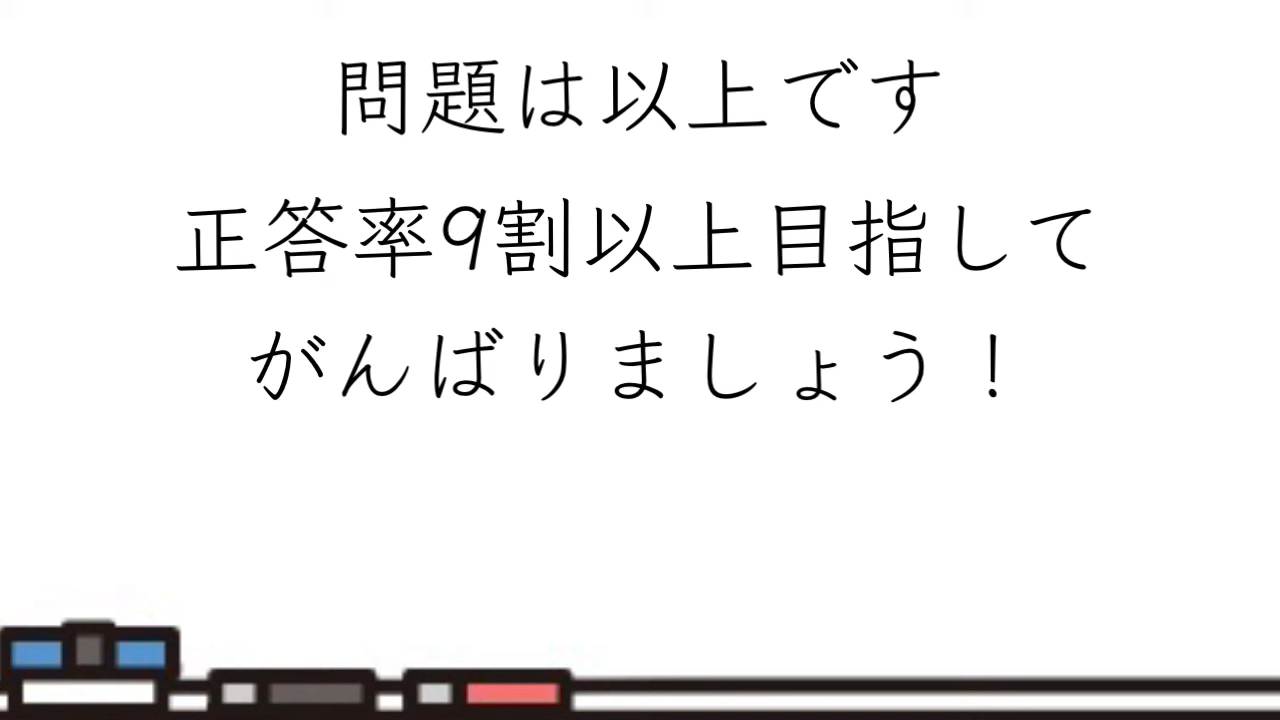 問題は以上です
正答率9割以上目指して
がんばりましょう！